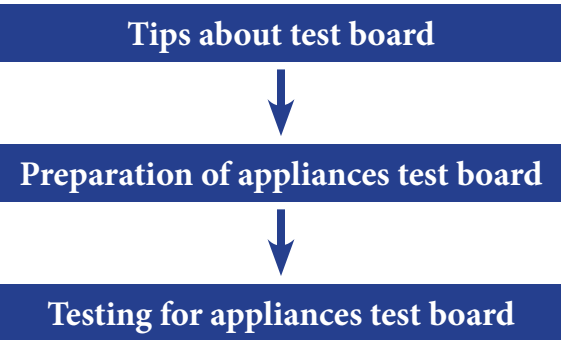 Tips about test board
Preparation of appliances test board
Testing for appliances test board